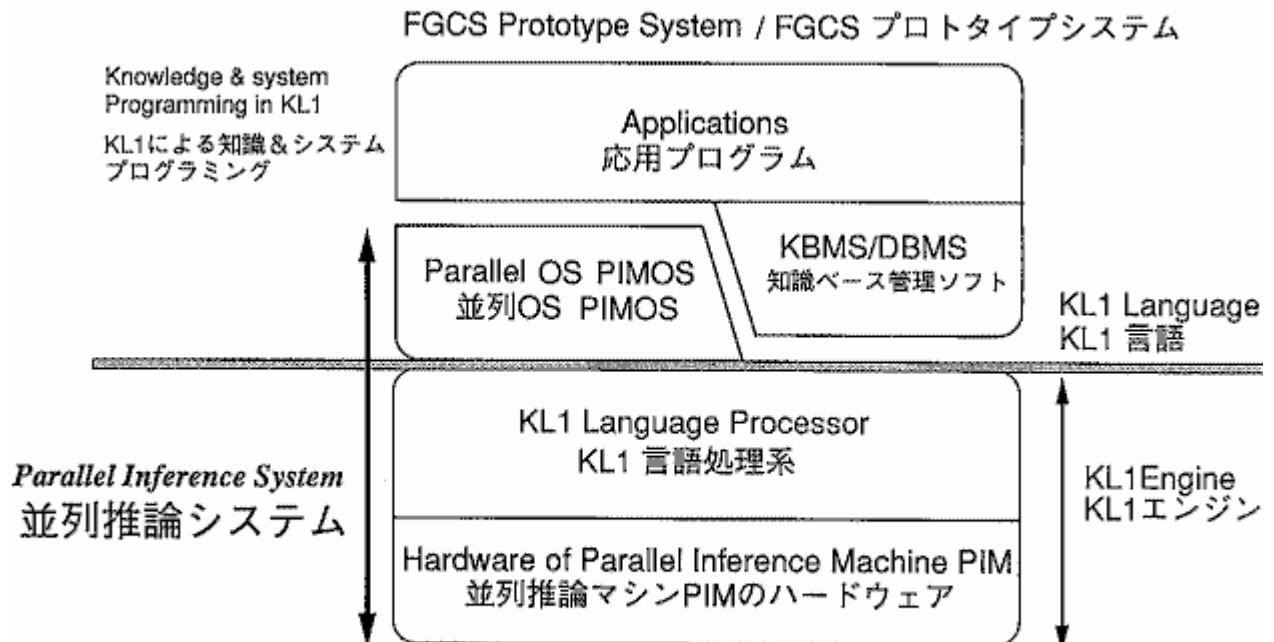 FGCS Prototype System / FGCS プロトタイプシステム
Knowledge & system
Programming in KL1
KL1による知識&システム
プログラミング
Applications
応用プログラム
Parallel OS PIMOS
並列OS PIMOS
KBMS/DBMS
知識ベース管理ソフト
KL1 Language
KL1 言語
KL1 Language Processor
KL1 言語処理系
Parallel Inference System
並列推論システム
KL1Engine
KL1エンジン
Hardware of Parallel Inference Machine PIM
並列推論マシンPIMのハードウェア